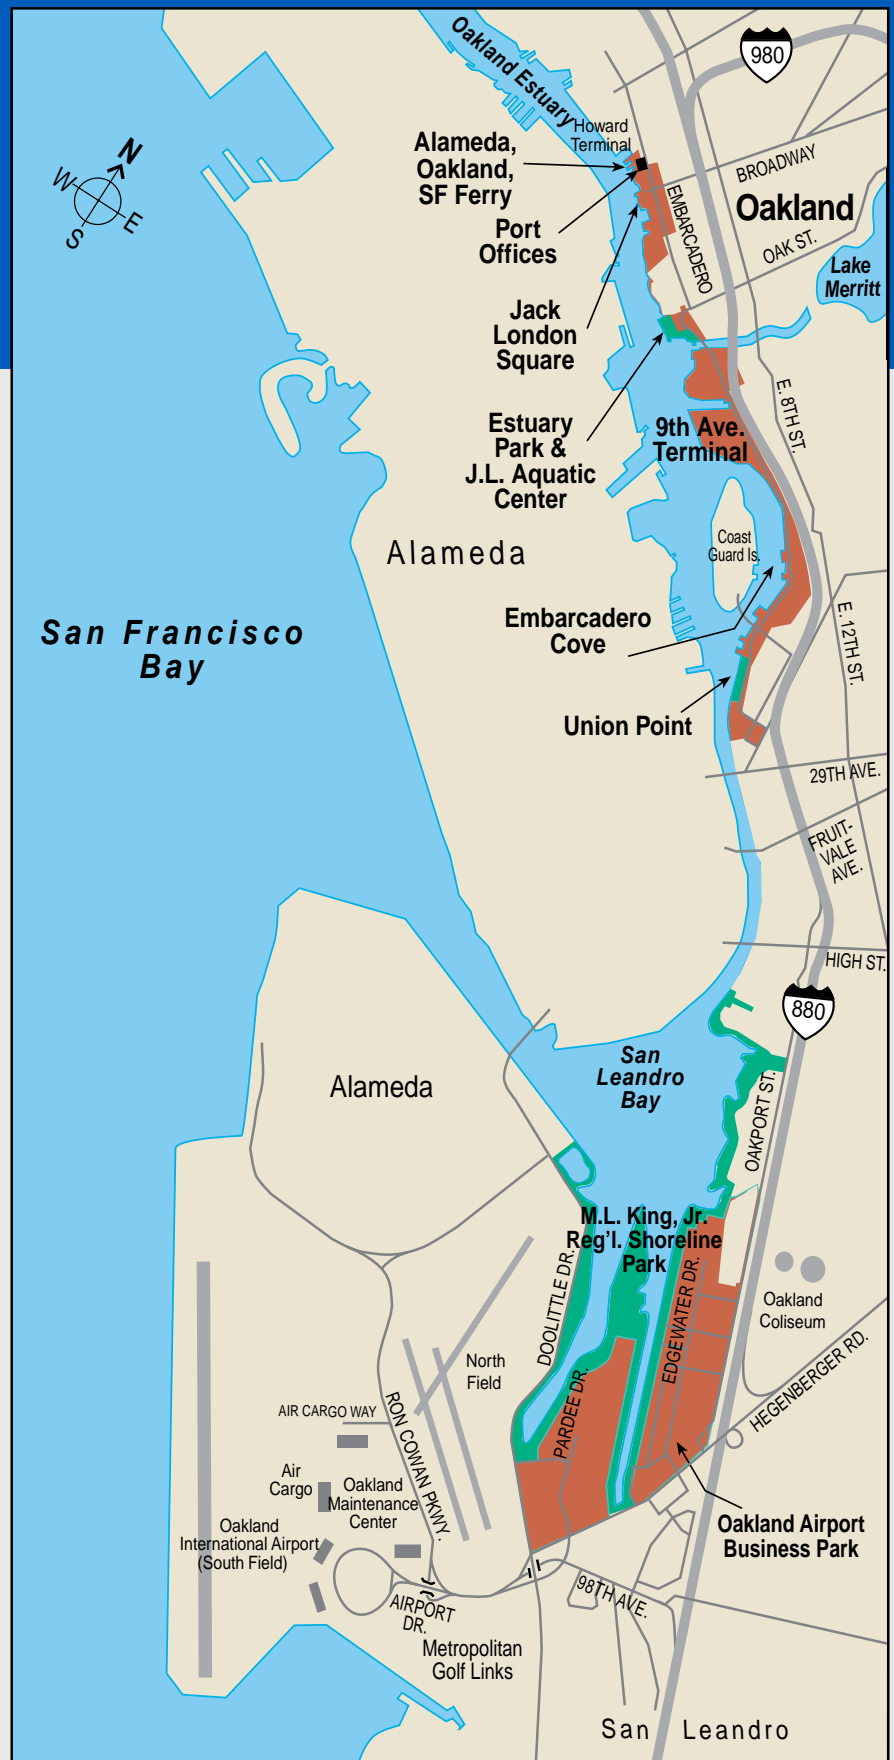 Oakland Estuary
980
Howard
Terminal
Alameda,
Oakland,
SF Ferry
BROADWAY
N
W
E
S
EMBARCADERO
Oakland
Port
Offices
OAK ST.
Lake
Merritt
Jack
London
Square
E. 8TH ST.
Estuary
Park &
J.L. Aquatic
Center
9th Ave.
Terminal
Coast
Guard Is.
Alameda
San Francisco
Bay
Embarcadero
Cove
E. 12TH ST.
Union Point
29TH AVE.
FRUIT-
VALE
AVE.
HIGH ST.
880
San
Leandro
Bay
Alameda
OAKPORT ST.
M.L. King, Jr.
Reg'l. Shoreline
Park
DOOLITTLE DR.
EDGEWATER DR.
Oakland
Coliseum
North
Field
HEGENBERGER RD.
PARDEE DR.
AIR CARGO WAY
RON COWAN PKWY.
Air
Cargo
Oakland
Maintenance
Center
Oakland
International Airport
(South Field)
Oakland Airport
Business Park
98TH AVE.
AIRPORT
DR.
Metropolitan
Golf Links
San Leandro